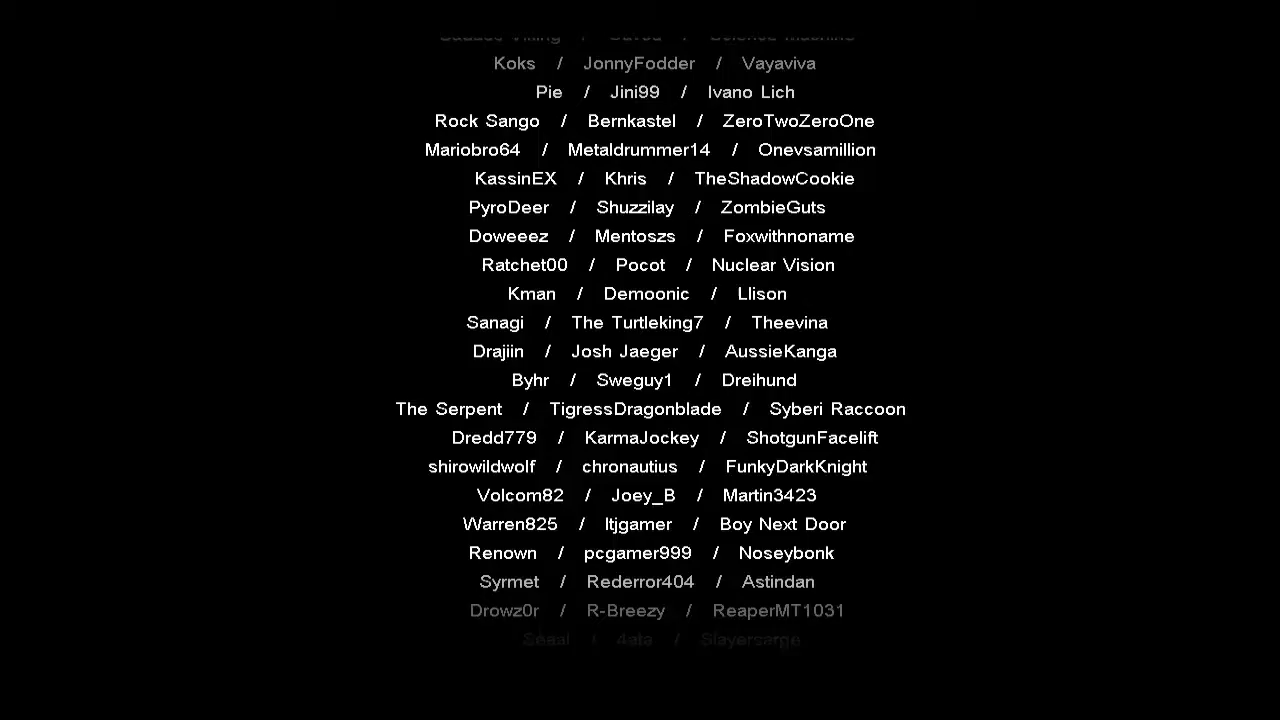 Koks / JonnyFodder / Vayaviva
Pie / Jini99 / Ivano Lich
Rock Sango / Bernkastel / ZeroTwoZeroOne
Mariobro64 / Metaldrummer14 / Onevsamillion
KassinEX / Khris / TheShadowCookie
PyroDeer / Shuzzilay / ZombieGuts
Doweeez / Mentoszs / Foxwithnoname
Ratchet00 / Pocot / Nuclear Vision
Kman / Demoonic / Llison
Sanagi / The Turtleking7 / Theevina
Drajiin / Josh Jaeger / AussieKanga
Byhr / Sweguy1 / Dreihund
The Serpent / TigressDragonblade / Syberi Raccoon
Dredd779 / KarmaJockey / ShotgunFacelift
shirowildwolf / chronautius / FunkyDarkKnight
Volcom82 / Joey_B / Martin3423
Warren825 / ltjgamer / Boy Next Door
Renown / pcgamer999 / Noseybonk
Syrmet / Rederror404 / Astindan
Drowz0r / R-Breezy / ReaperMT1031
/ / Slayersarge